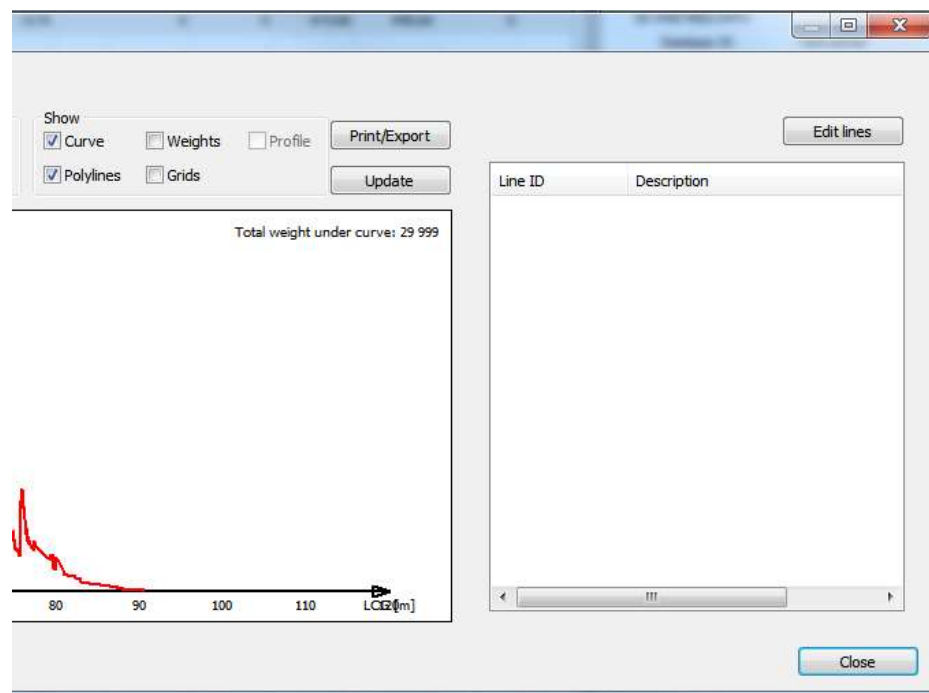 Show
Curve Weights Profile Print/Export
Polylines Grids Update
Edit lines
Line ID Description
Total weight under curve: 29 999
80 90 100 110 LCG [m]
Close